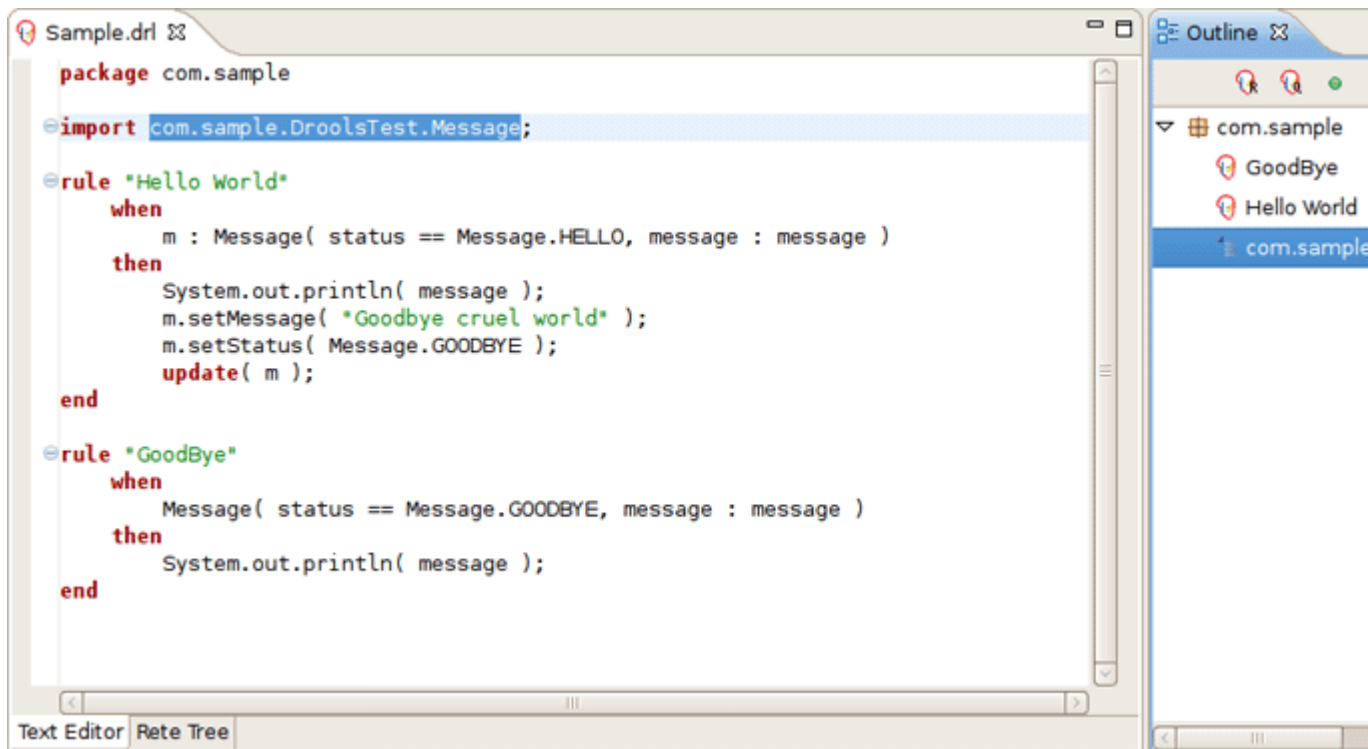 Sample.drl
package com.sample
import com.sample.DroolsTest.Message;
rule "Hello World"
when
m : Message( status == Message.HELLO, message : message )
then
System.out.println( message );
m.setMessage( "Goodbye cruel world" );
m.setStatus( Message.GOODBYE );
update( m );
end
rule "GoodBye"
when
Message( status == Message.GOODBYE, message : message )
then
System.out.println( message );
end
Text Editor
Rete Tree
Outline
com.sample
GoodBye
Hello World
com.sample